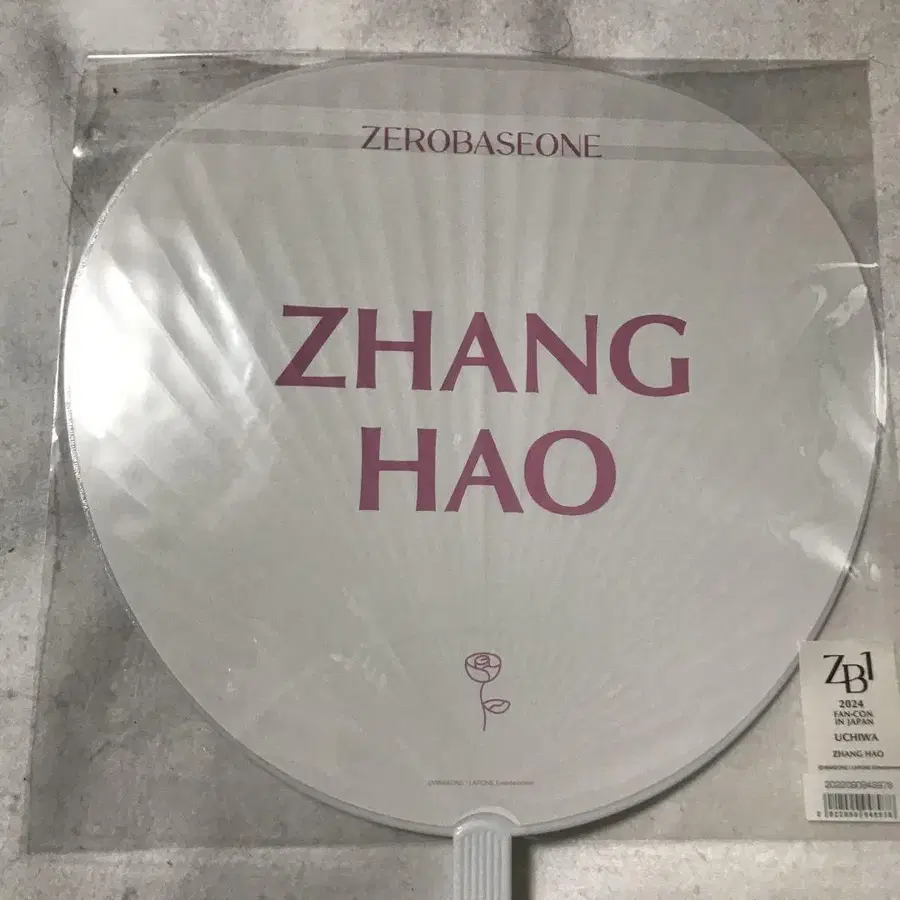 ZEROBASEONE
ZHANG
HAO
ZB1
2024
FAN-CON
IN JAPAN
UCHIWA
ZHANG HAO